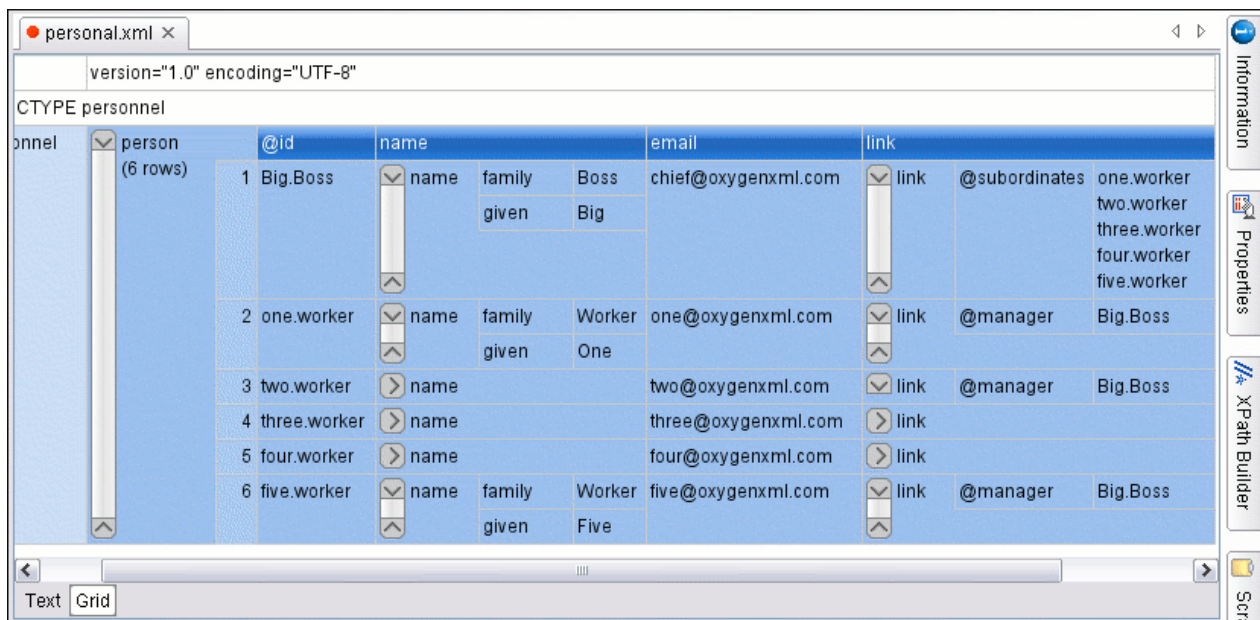 personal.xml
version="1.0" encoding="UTF-8"
CTYPE personnel
onnel person @id name email link
(6 rows)
1 Big.Boss name family Boss chief@oxygenxml.com link @subordinates one.worker
given Big two.worker
three.worker
four.worker
five.worker
2 one.worker name family Worker one@oxygenxml.com link @manager Big.Boss
given One
3 two.worker name two@oxygenxml.com link @manager Big.Boss
4 three.worker name three@oxygenxml.com link
5 four.worker name four@oxygenxml.com link
6 five.worker name family Worker five@oxygenxml.com link @manager Big.Boss
given Five
Text Grid
Information
Properties
XPath Builder
Scra